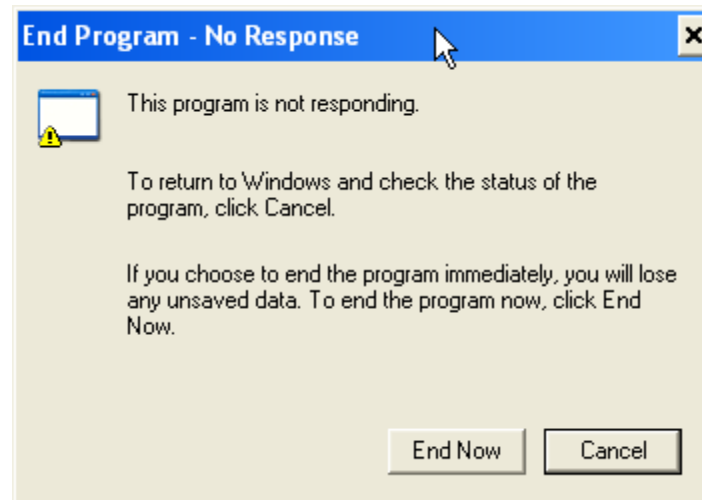 End Program - No Response
This program is not responding.
To return to Windows and check the status of the
program, click Cancel.
If you choose to end the program immediately, you will lose
any unsaved data. To end the program now, click End
Now.
End Now
Cancel